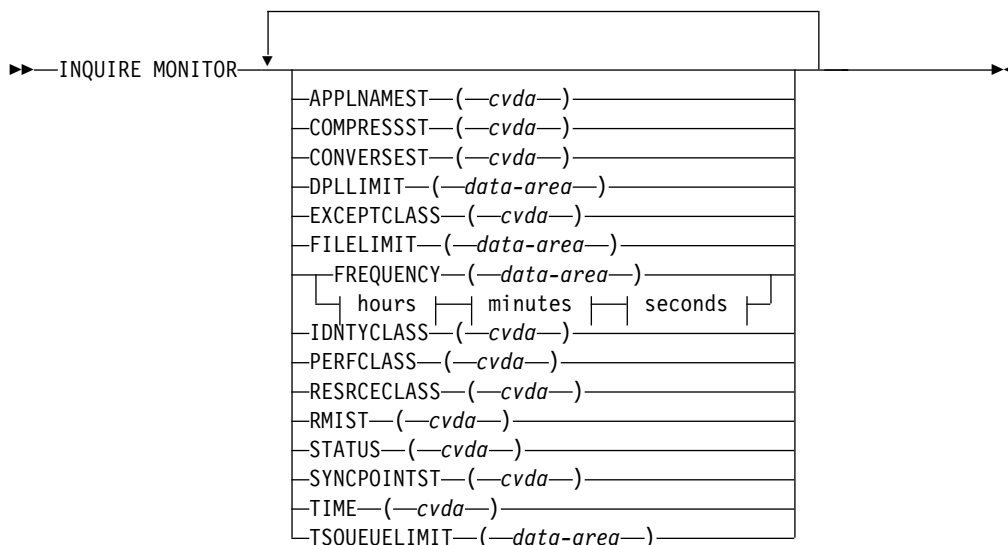 INQUIRE MONITOR
APPLNAMEST ( cvda )
COMPRESSST ( cvda )
CONVERSEST ( cvda )
DPLLIMIT ( data-area )
EXCEPTCLASS ( cvda )
FILELIMIT ( data-area )
FREQUENCY ( data-area )
hours minutes seconds
IDNTYCLASS ( cvda )
PERFCLASS ( cvda )
RESRCECLASS ( cvda )
RMIST ( cvda )
STATUS ( cvda )
SYNCPOINTST ( cvda )
TIME ( cvda )
TSQUEUELIMIT ( data-area )